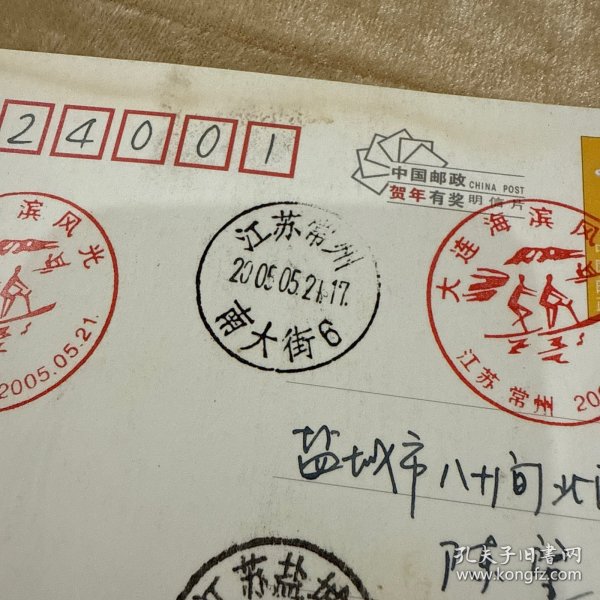 24001
中国邮政 CHINA POST
贺年有奖明信片
滨风光
2005.05.21
江苏常州
2005.05.21.17.
南大街6
大连海滨风
江苏常州 20
盐城市八十间北
陈
江苏盐城
孔夫子旧书网
www.kongfz.com